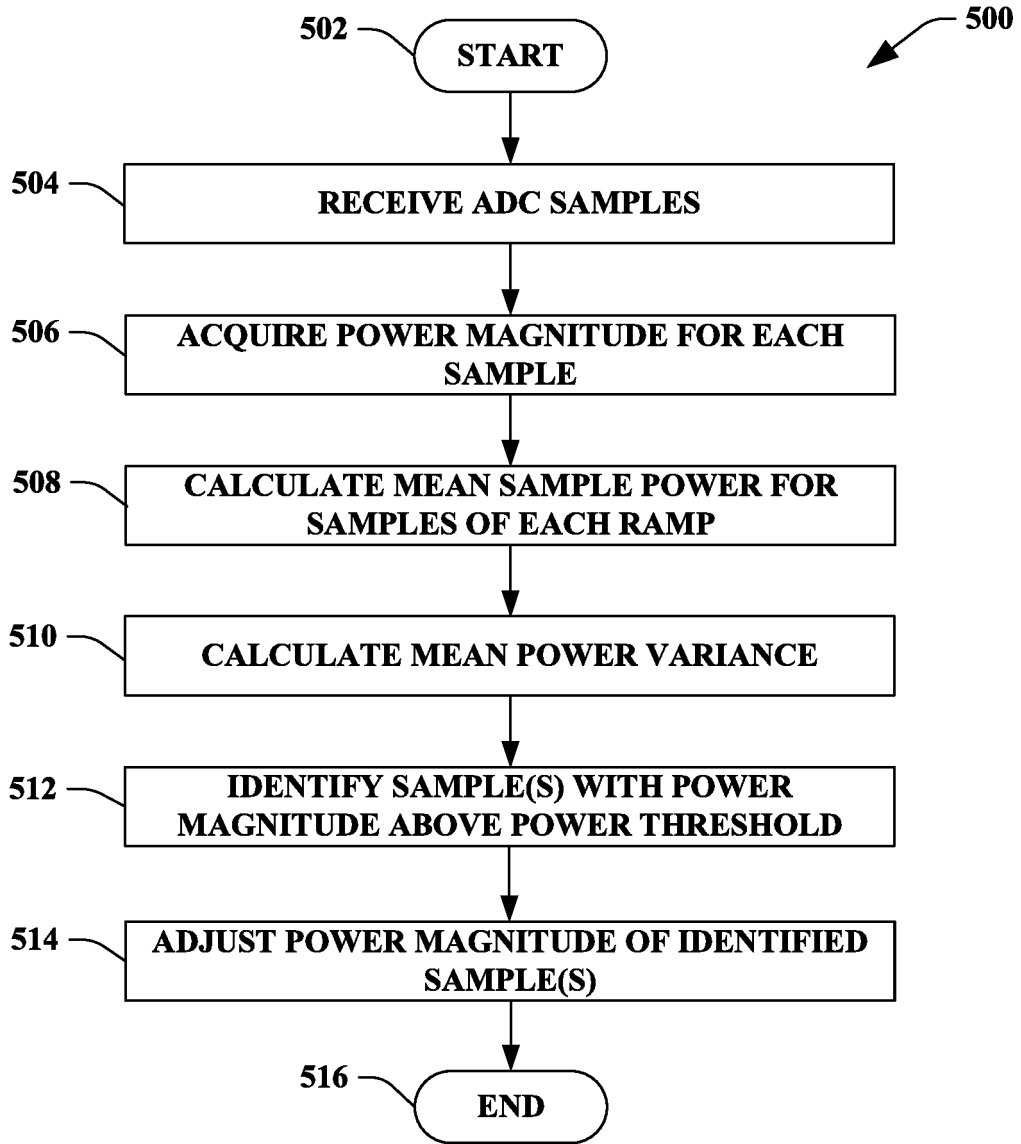 502
START
500
504
RECEIVE ADC SAMPLES
506
ACQUIRE POWER MAGNITUDE FOR EACH
SAMPLE
508
CALCULATE MEAN SAMPLE POWER FOR
SAMPLES OF EACH RAMP
510
CALCULATE MEAN POWER VARIANCE
512
IDENTIFY SAMPLE(S) WITH POWER
MAGNITUDE ABOVE POWER THRESHOLD
514
ADJUST POWER MAGNITUDE OF IDENTIFIED
SAMPLE(S)
516
END